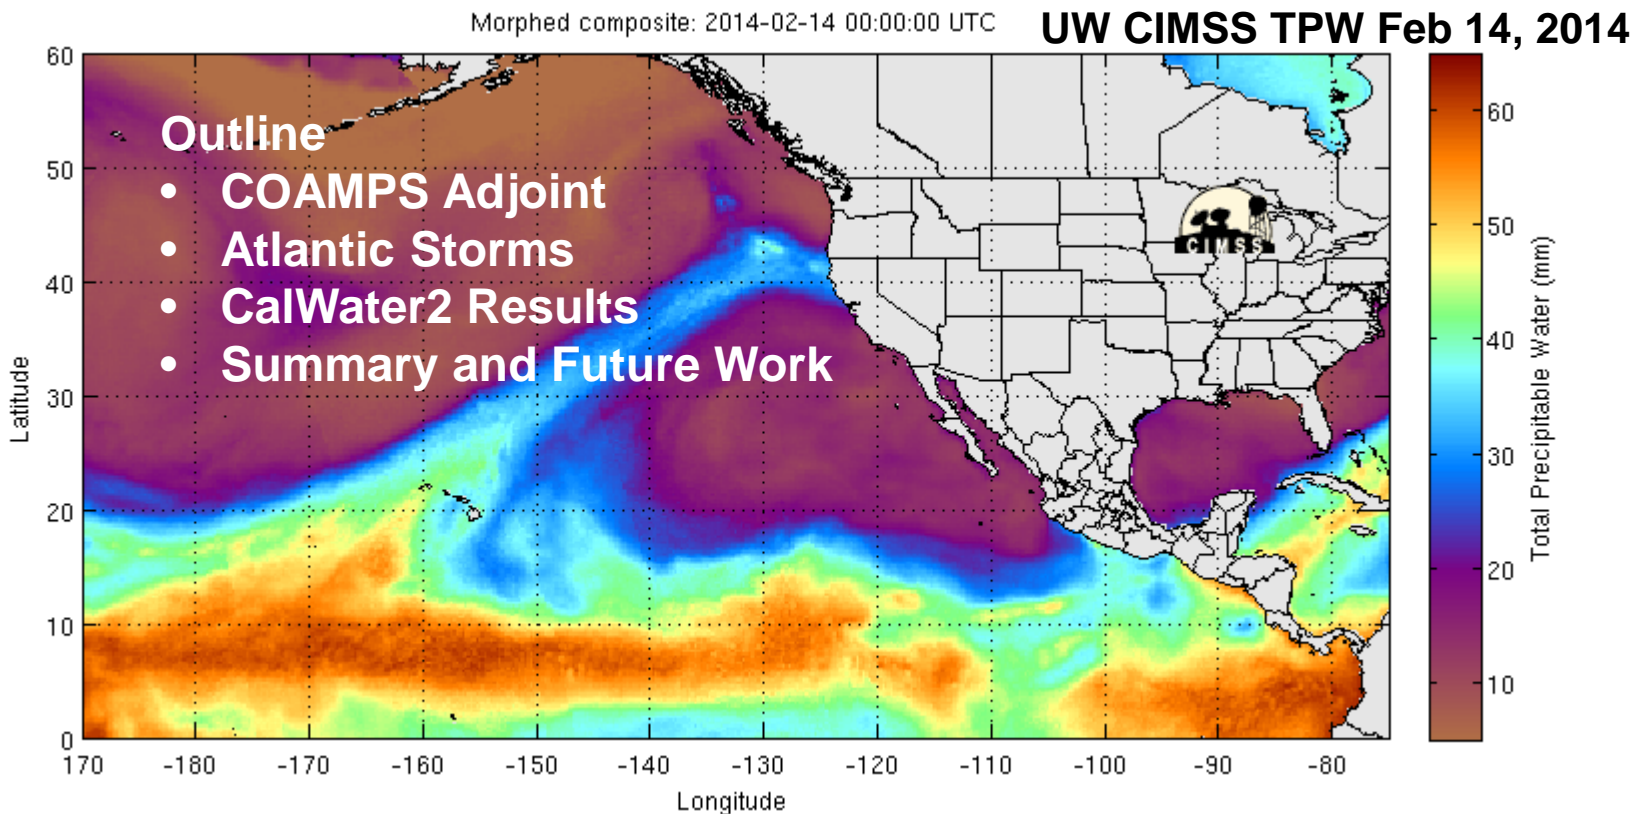 Morphed composite: 2014-02-14 00:00:00 UTC
UW CIMSS TPW Feb 14, 2014
Outline
• COAMPS Adjoint
• Atlantic Storms
• CalWater2 Results
• Summary and Future Work
CIMSS
60
50
40
30
20
10
0
Latitude
170 -180 -170 -160 -150 -140 -130 -120 -110 -100 -90 -80
Longitude
60
50
40
30
20
10
Total Precipitable Water (mm)